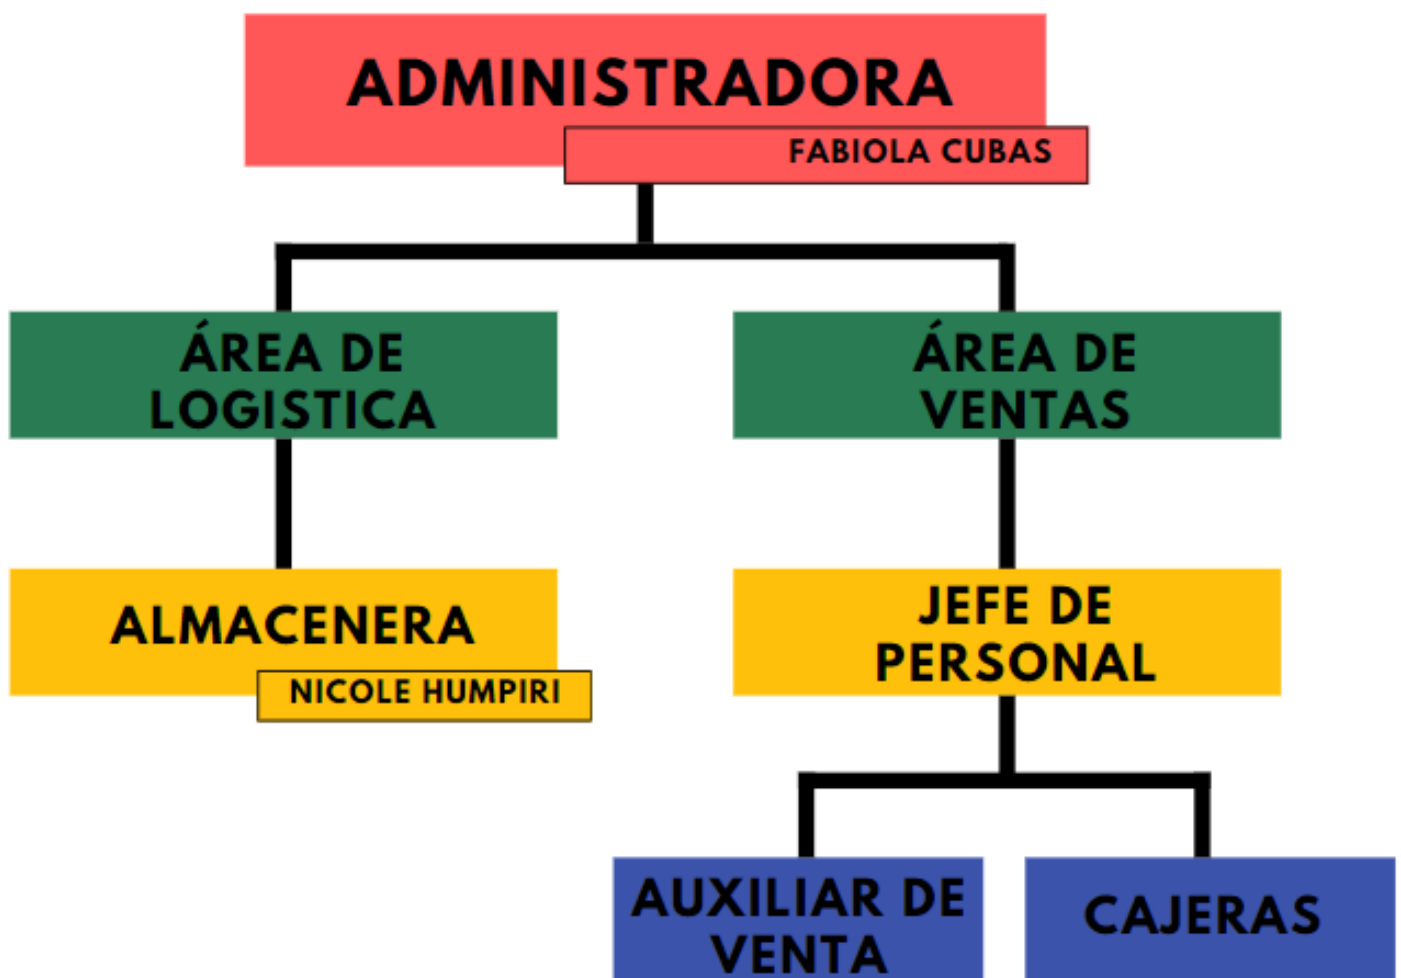 ADMINISTRADORA
FABIOLA CUBAS
ÁREA DE
LOGISTICA
ÁREA DE
VENTAS
ALMACENERA
NICOLE HUMPIRI
JEFE DE
PERSONAL
AUXILIAR DE
VENTA
CAJERAS